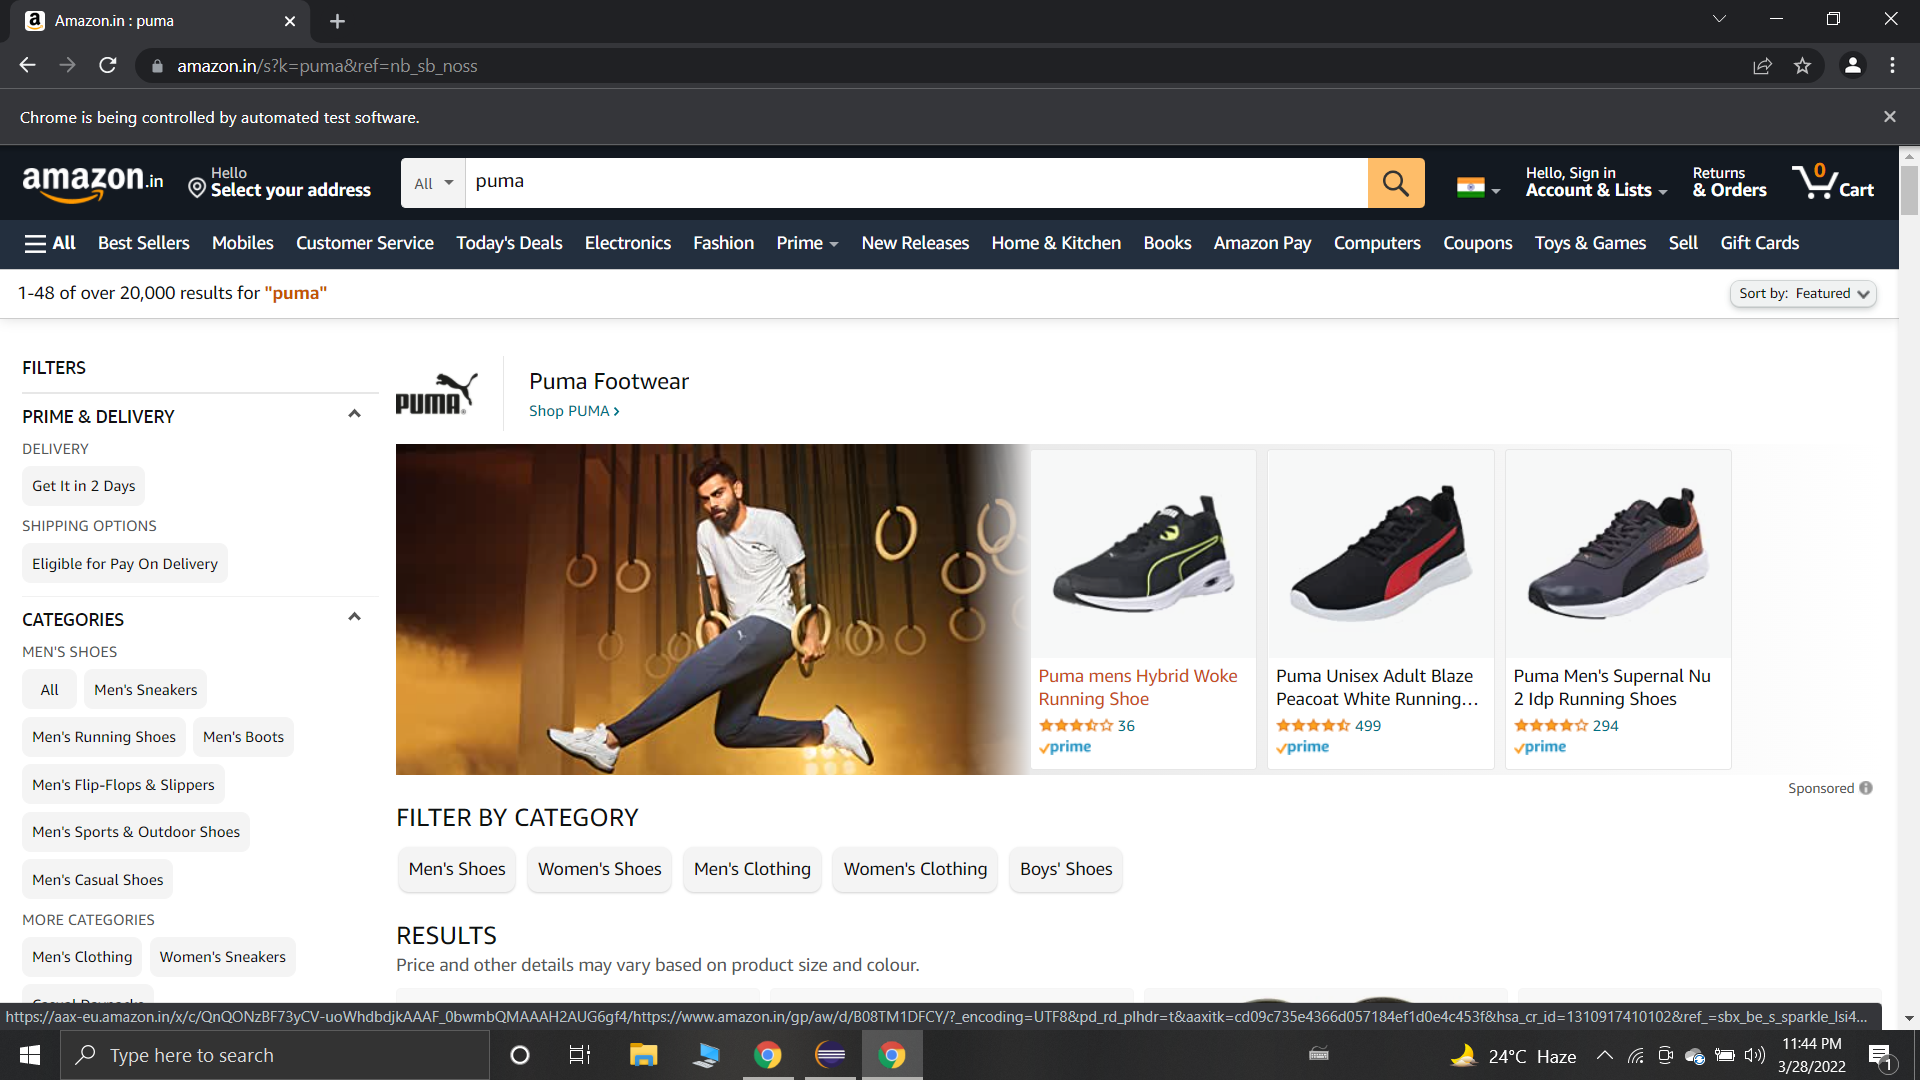 Amazon.in : puma
amazon.in/s?k=puma&ref=nb_sb_noss
Chrome is being controlled by automated test software.
amazon.in
Hello
Select your address
All
puma
Hello, Sign in
Account & Lists
Returns
& Orders
0
Cart
All
Best Sellers
Mobiles
Customer Service
Today's Deals
Electronics
Fashion
Prime
New Releases
Home & Kitchen
Books
Amazon Pay
Computers
Coupons
Toys & Games
Sell
Gift Cards
1-48 of over 20,000 results for "puma"
Sort by: Featured
FILTERS
PRIME & DELIVERY
DELIVERY
Get It in 2 Days
SHIPPING OPTIONS
Eligible for Pay On Delivery
CATEGORIES
MEN'S SHOES
All
Men's Sneakers
Men's Running Shoes
Men's Boots
Men's Flip-Flops & Slippers
Men's Sports & Outdoor Shoes
Men's Casual Shoes
MORE CATEGORIES
Men's Clothing
Women's Sneakers
PUMA
Puma Footwear
Shop PUMA ›
Puma mens Hybrid Woke
Running Shoe
36
prime
Puma Unisex Adult Blaze
Peacoat White Running...
499
prime
Puma Men's Supernal Nu
2 Idp Running Shoes
294
prime
Sponsored
FILTER BY CATEGORY
Men's Shoes
Women's Shoes
Men's Clothing
Women's Clothing
Boys' Shoes
RESULTS
Price and other details may vary based on product size and colour.
https://aax-eu.amazon.in/x/c/QnQONzBF73yCV-uoWhdbdjkAAAF_0bwmbQMAAAH2AUG6gf4/https://www.amazon.in/gp/aw/d/B08TM1DFCY/?_encoding=UTF8&pd_rd_plhdr=t&aaxitk=cd09c735e4366d057184ef1d0e4c453f&hsa_cr_id=1310917410102&ref_=sbx_be_s_sparkle_lsi4...
Type here to search
24°C Haze
11:44 PM
3/28/2022
1